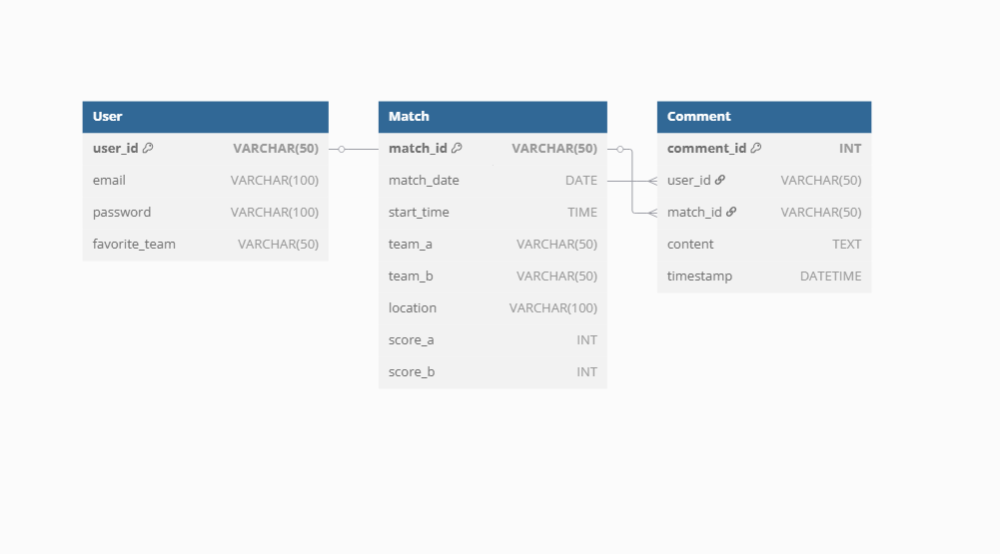 User
user_id VARCHAR(50)
email VARCHAR(100)
password VARCHAR(100)
favorite_team VARCHAR(50)
Match
match_id VARCHAR(50)
match_date DATE
start_time TIME
team_a VARCHAR(50)
team_b VARCHAR(50)
location VARCHAR(100)
score_a INT
score_b INT
Comment
comment_id INT
user_id VARCHAR(50)
match_id VARCHAR(50)
content TEXT
timestamp DATETIME